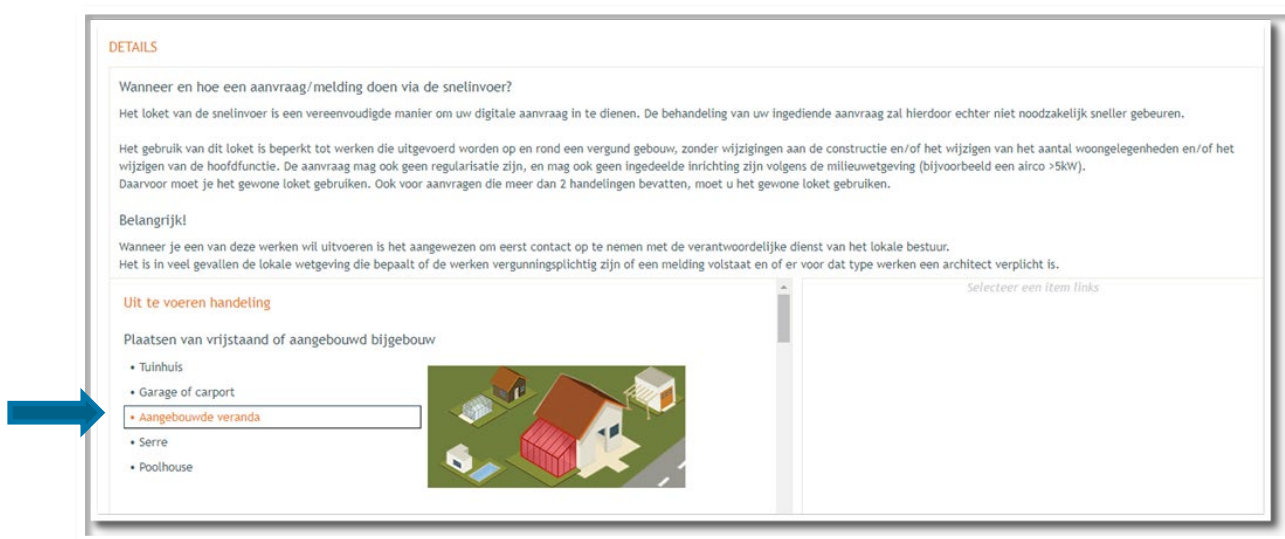 DETAILS
Wanneer en hoe een aanvraag/melding doen via de snelinvoer?
Het loket van de snelinvoer is een vereenvoudigde manier om uw digitale aanvraag in te dienen. De behandeling van uw ingediende aanvraag zal hierdoor echter niet noodzakelijk sneller gebeuren.
Het gebruik van dit loket is beperkt tot werken die uitgevoerd worden op en rond een vergund gebouw, zonder wijzigingen aan de constructie en/of het wijzigen van het aantal woongelegenheden en/of het
wijzigen van de hoofdfunctie. De aanvraag mag ook geen regularisatie zijn, en mag ook geen ingedeelde inrichting zijn volgens de milieuwetgeving (bijvoorbeeld een airco >5kW).
Daarvoor moet je het gewone loket gebruiken. Ook voor aanvragen die meer dan 2 handelingen bevatten, moet u het gewone loket gebruiken.
Belangrijk!
Wanneer je een van deze werken wil uitvoeren is het aangewezen om eerst contact op te nemen met de verantwoordelijke dienst van het lokale bestuur.
Het is in veel gevallen de lokale wetgeving die bepaalt of de werken vergunningsplichtig zijn of een melding volstaat en of er voor dat type werken een architect verplicht is.
Uit te voeren handeling
Plaatsen van vrijstaand of aangebouwd bijgebouw
• Tuinhuis
• Garage of carport
• Aangebouwde veranda
• Serre
• Poolhouse
Selecteer een item links